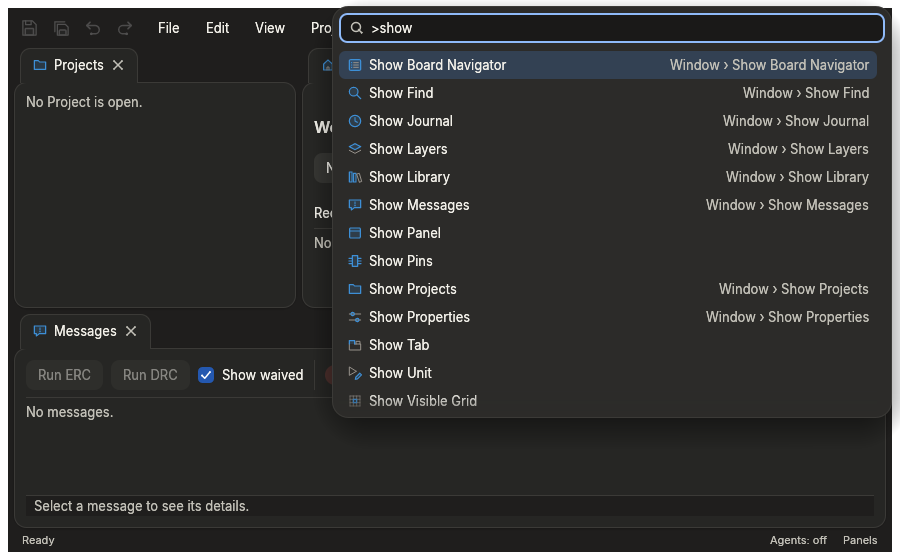 File Edit View
>show
Projects
No Project is open.
Show Board Navigator Window › Show Board Navigator
Show Find Window › Show Find
Show Journal Window › Show Journal
Show Layers Window › Show Layers
Show Library Window › Show Library
Show Messages Window › Show Messages
Show Panel
Show Pins
Show Projects Window › Show Projects
Show Properties Window › Show Properties
Show Tab
Show Unit
Show Visible Grid
Messages
Run ERC Run DRC Show waived
No messages.
Select a message to see its details.
Ready Agents: off Panels